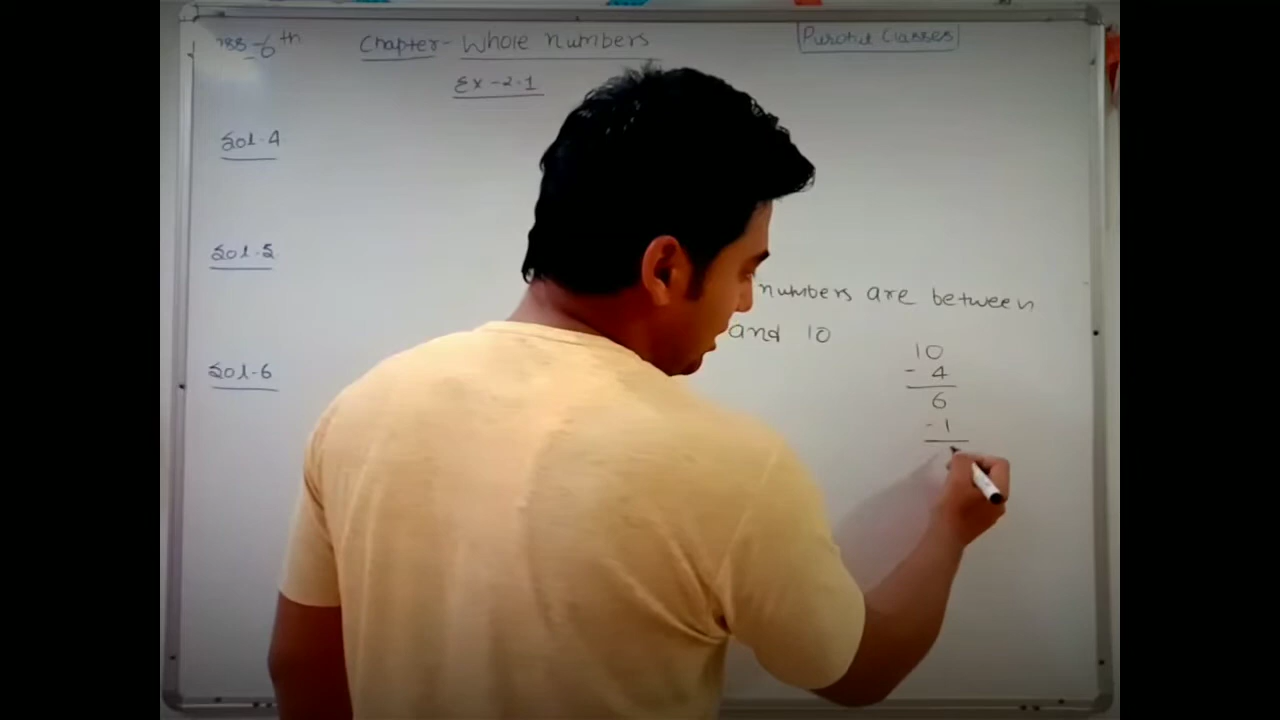 6th
Chapter- Whole Numbers
Purohit Classes
Ex-2.1
Sol-4
Sol-5
numbers are between
and 10
10
- 4
6
- 1
Sol-6